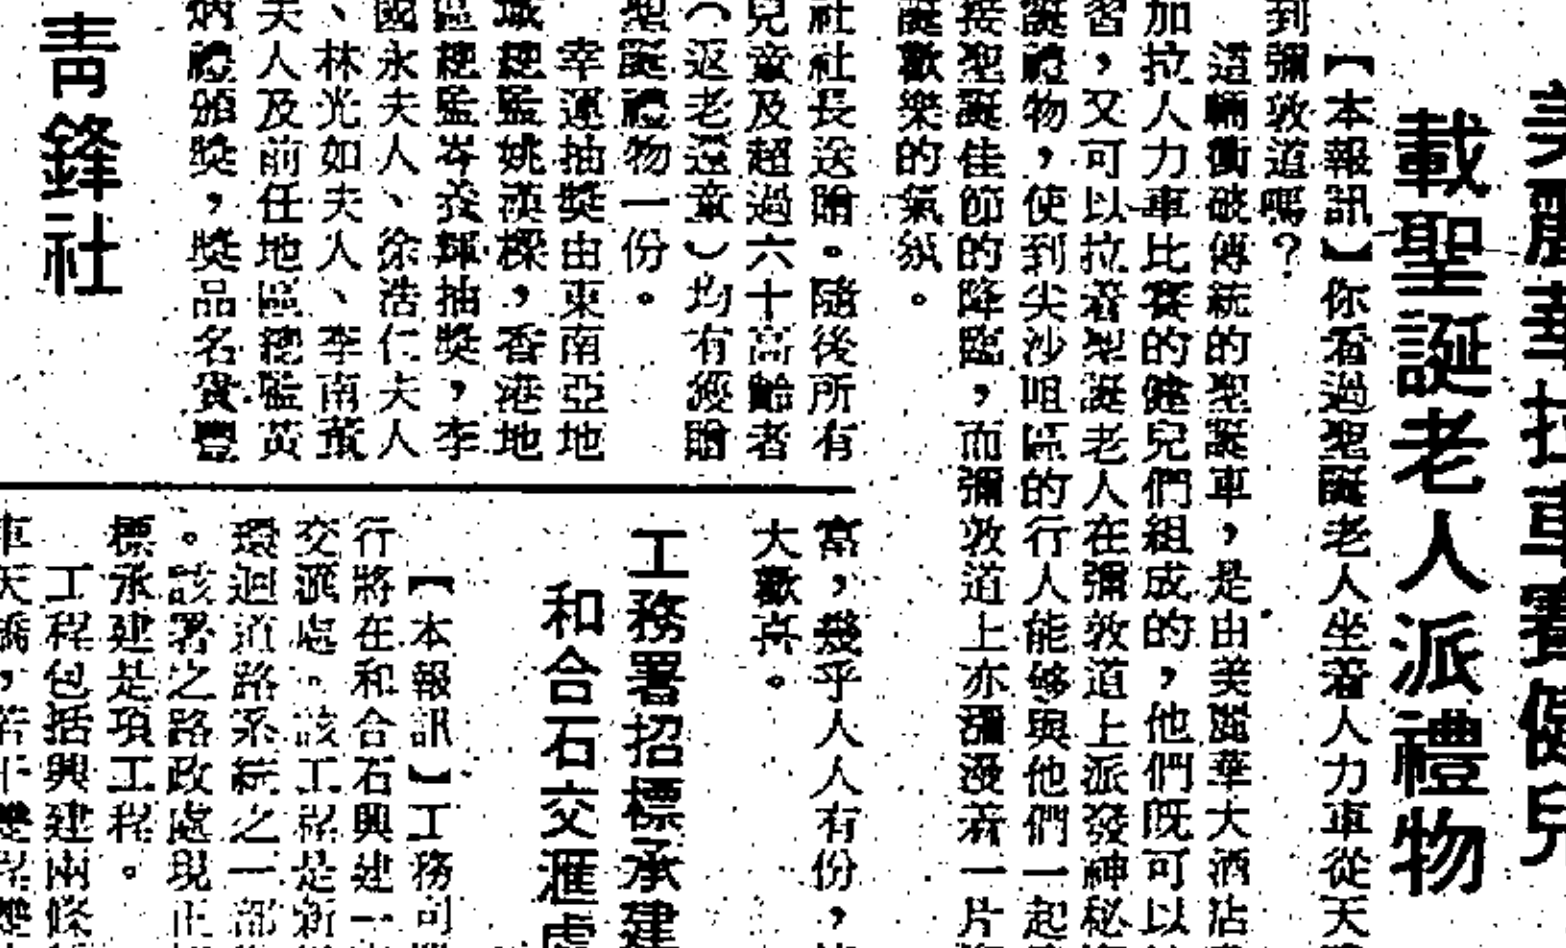 美麗華拉車賽健兒
載聖誕老人派禮物
【本報訊】你看過聖誕老人坐着人力車從天
到彌敦道嗎?
這輛衝破傳統的聖誕車,是由美麗華大酒店
加拉人力車比賽的健兒們組成的,他們既可以
習,又可以拉着聖誕老人在彌敦道上派發神秘
誕禮物,使到尖沙咀區的行人能夠與他們一起
接聖誕佳節的降臨,而彌敦道上亦瀰漫着一片
誕歡樂的氣氛。
社社長送贈。隨後所有
兒童及超過六十高齡者
(返老還童)均有獲贈
聖誕禮物一份。
幸運抽獎由東南亞地
域總監姚漢樑,香港地
區總監岑炎輝抽獎,李
國永夫人、徐浩仁夫人
、林光如夫人、李南薰
夫人及前任地區總監黃
炳禮頒獎,獎品名貴豐
青鋒社
富,幾乎人人有份,
大歡喜。
工務署招標承建
和合石交滙處
【本報訊】工務司
行將在和合石興建一
交滙處。該工程是新
環迴道路系統之一部
。該署之路政處現正
標承建是項工程。
工程包括興建兩條
車天橋,若干